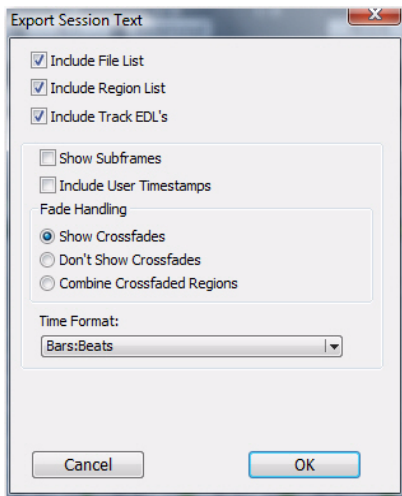 Export Session Text
Include File List
Include Region List
Include Track EDL's
Show Subframes
Include User Timestamps
Fade Handling
Show Crossfades
Don't Show Crossfades
Combine Crossfaded Regions
Time Format:
Bars:Beats
Cancel OK